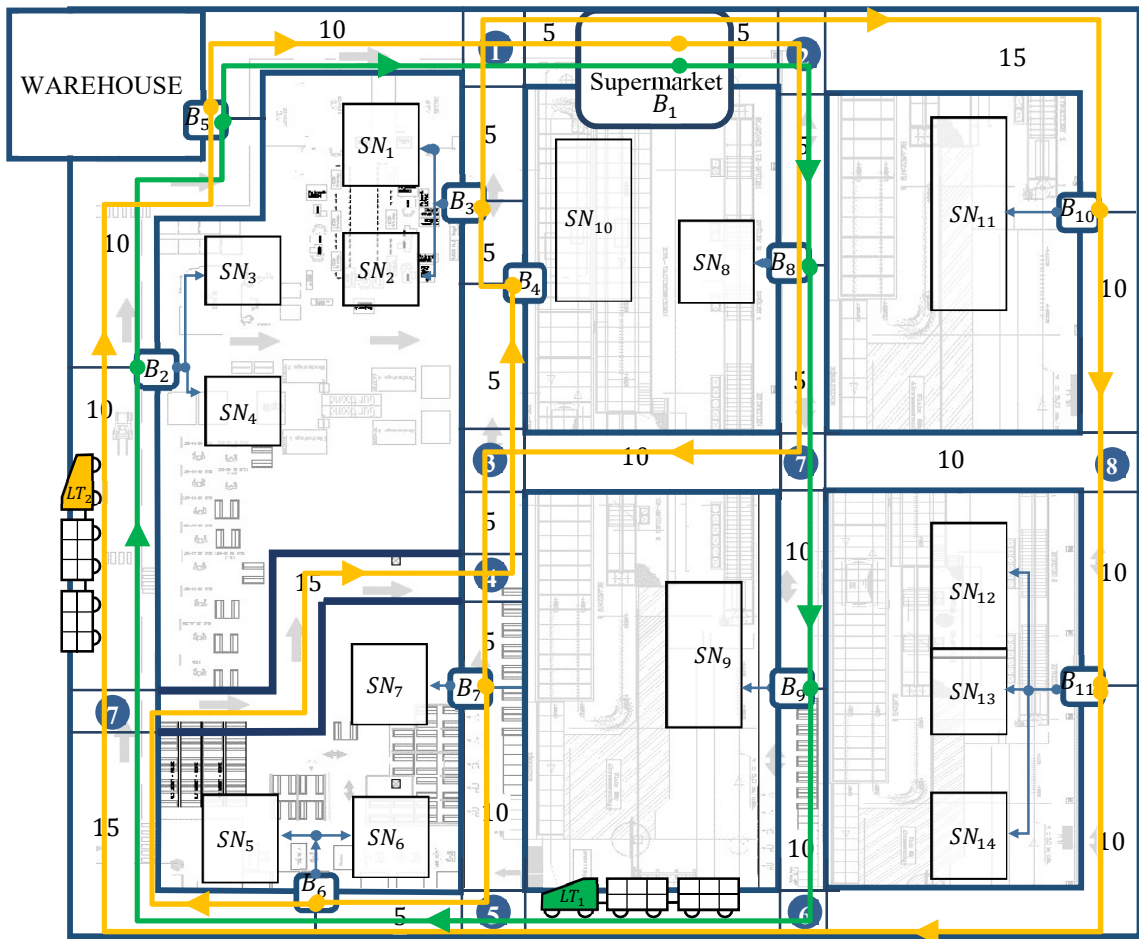 10
1
5
5
2
15
WAREHOUSE
Supermarket
B₁
B₅
SN₁
5
5
SN₁₀
SN₁₁
B₃
B₁₀
10
SN₃
SN₂
5
SN₈
B₈
B₄
10
B₂
SN₄
5
5
10
3
10
7
10
8
LT₂
5
10
SN₁₂
10
15
4
SN₉
SN₇
5
B₇
B₉
SN₁₃
B₁₁
7
10
15
SN₅
SN₆
10
SN₁₄
10
B₆
LT₁
5
5
6